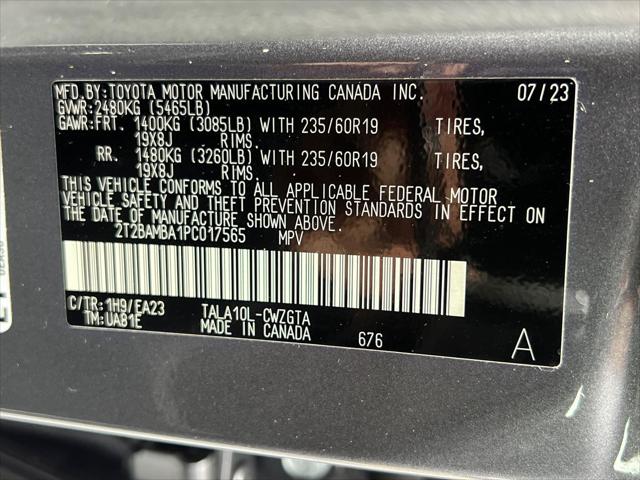 MFD.BY:TOYOTA MOTOR MANUFACTURING CANADA INC. 07/23
GVWR:2480KG (5465LB)
GAWR:FRT. 1400KG (3085LB) WITH 235/60R19 TIRES,
19X8J RIMS.
RR. 1480KG (3260LB) WITH 235/60R19 TIRES,
19X8J RIMS.
THIS VEHICLE CONFORMS TO ALL APPLICABLE FEDERAL MOTOR
VEHICLE SAFETY AND THEFT PREVENTION STANDARDS IN EFFECT ON
THE DATE OF MANUFACTURE SHOWN ABOVE.
2T2BAMBA1PC017565 MPV
C/TR:1H9/EA23 TALA10L-CWZGTA
TM:UA81E MADE IN CANADA 676 A